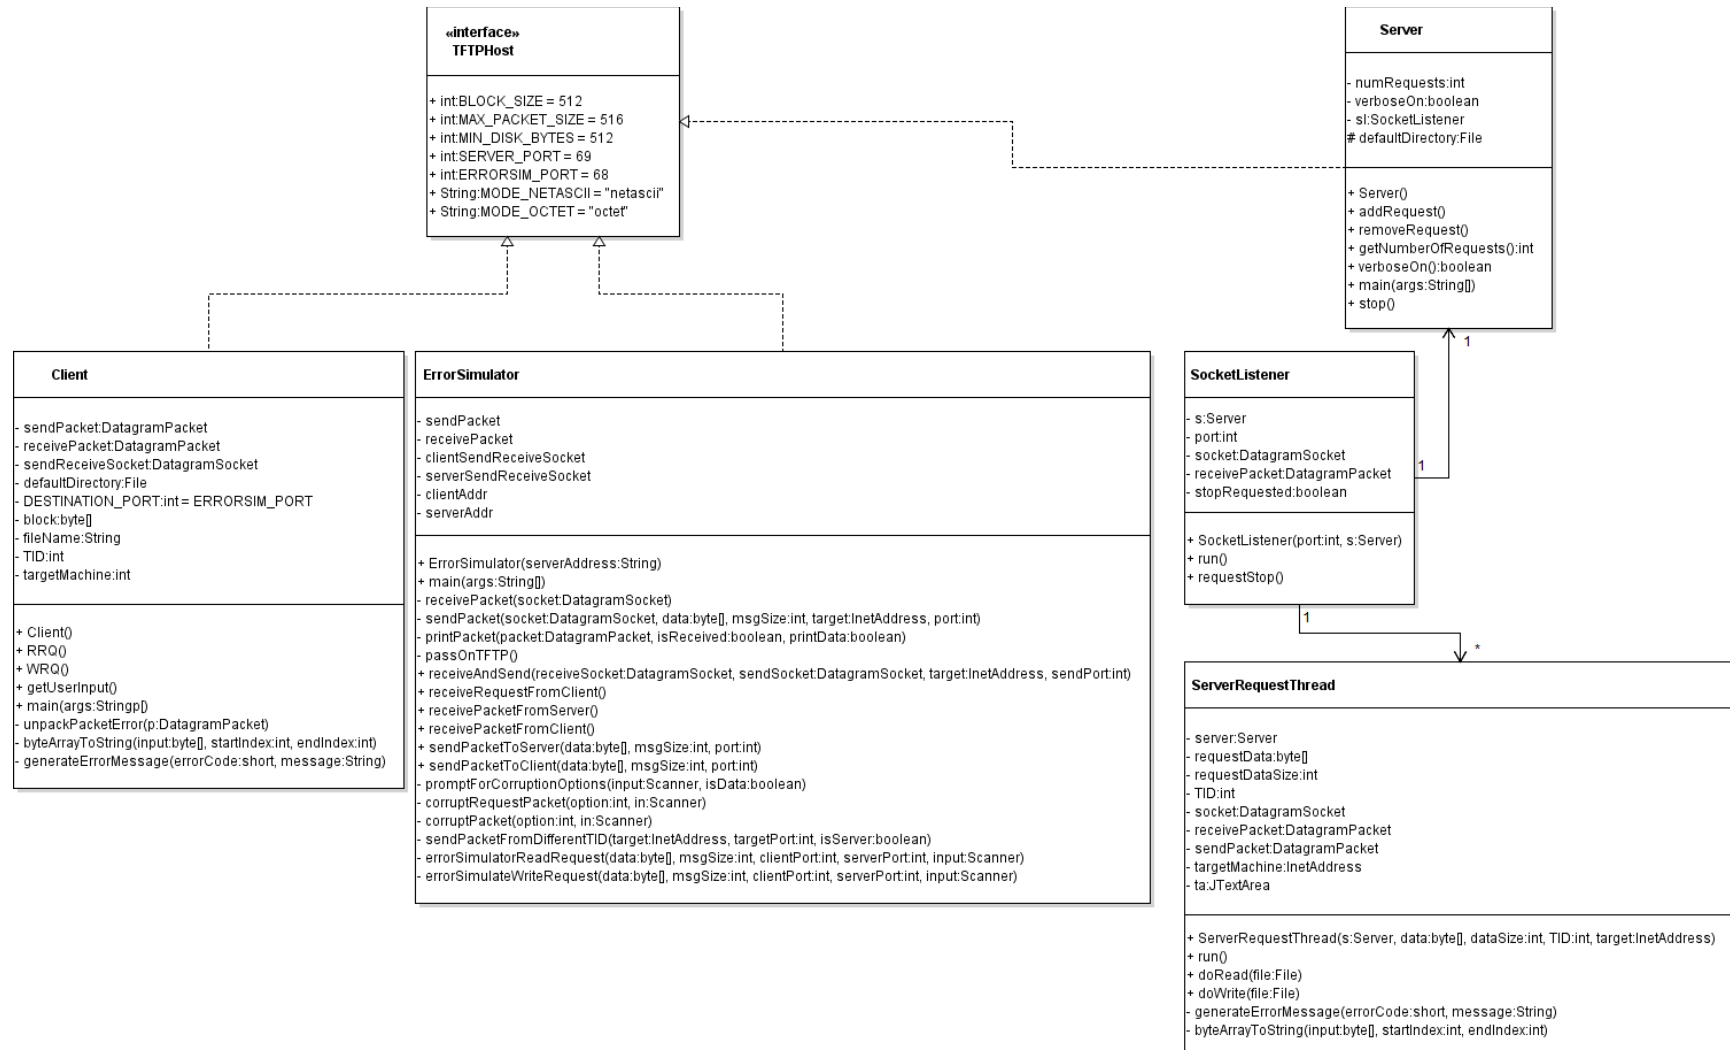 «interface»
TFTPHost
+ int:BLOCK_SIZE = 512
+ int:MAX_PACKET_SIZE = 516
+ int:MIN_DISK_BYTES = 512
+ int:SERVER_PORT = 69
+ int:ERRORSIM_PORT = 68
+ String:MODE_NETASCII = "netascii"
+ String:MODE_OCTET = "octet"
Server
- numRequests:int
- verboseOn:boolean
- sl:SocketListener
# defaultDirectory:File
+ Server()
+ addRequest()
+ removeRequest()
+ getNumberOfRequests():int
+ verboseOn():boolean
+ main(args:String[])
+ stop()
1
Client
- sendPacket:DatagramPacket
- receivePacket:DatagramPacket
- sendReceiveSocket:DatagramSocket
- defaultDirectory:File
- DESTINATION_PORT:int = ERRORSIM_PORT
- block:byte[]
- fileName:String
- TID:int
- targetMachine:int
+ Client()
+ RRQ()
+ WRQ()
+ getUserInput()
+ main(args:Stringp[)
- unpackPacketError(p:DatagramPacket)
- byteArrayToString(input:byte[], startIndex:int, endIndex:int)
- generateErrorMessage(errorCode:short, message:String)
ErrorSimulator
- sendPacket
- receivePacket
- clientSendReceiveSocket
- serverSendReceiveSocket
- clientAddr
- serverAddr
+ ErrorSimulator(serverAddress:String)
+ main(args:String[])
- receivePacket(socket:DatagramSocket)
- sendPacket(socket:DatagramSocket, data:byte[], msgSize:int, target:InetAddress, port:int)
- printPacket(packet:DatagramPacket, isReceived:boolean, printData:boolean)
- passOnTFTP()
+ receiveAndSend(receiveSocket:DatagramSocket, sendSocket:DatagramSocket, target:InetAddress, sendPort:int)
+ receiveRequestFromClient()
+ receivePacketFromServer()
+ receivePacketFromClient()
+ sendPacketToServer(data:byte[], msgSize:int, port:int)
+ sendPacketToClient(data:byte[], msgSize:int, port:int)
- promptForCorruptionOptions(input:Scanner, isData:boolean)
- corruptRequestPacket(option:int, in:Scanner)
- corruptPacket(option:int, in:Scanner)
- sendPacketFromDifferentTID(target:InetAddress, targetPort:int, isServer:boolean)
- errorSimulatorReadRequest(data:byte[], msgSize:int, clientPort:int, serverPort:int, input:Scanner)
- errorSimulateWriteRequest(data:byte[], msgSize:int, clientPort:int, serverPort:int, input:Scanner)
SocketListener
- s:Server
- port:int
- socket:DatagramSocket
- receivePacket:DatagramPacket
- stopRequested:boolean
+ SocketListener(port:int, s:Server)
+ run()
+ requestStop()
1
1
*
ServerRequestThread
- server:Server
- requestData:byte[]
- requestDataSize:int
- TID:int
- socket:DatagramSocket
- receivePacket:DatagramPacket
- sendPacket:DatagramPacket
- targetMachine:InetAddress
- ta:JTextArea
+ ServerRequestThread(s:Server, data:byte[], dataSize:int, TID:int, target:InetAddress)
+ run()
+ doRead(file:File)
+ doWrite(file:File)
- generateErrorMessage(errorCode:short, message:String)
- byteArrayToString(input:byte[], startIndex:int, endIndex:int)